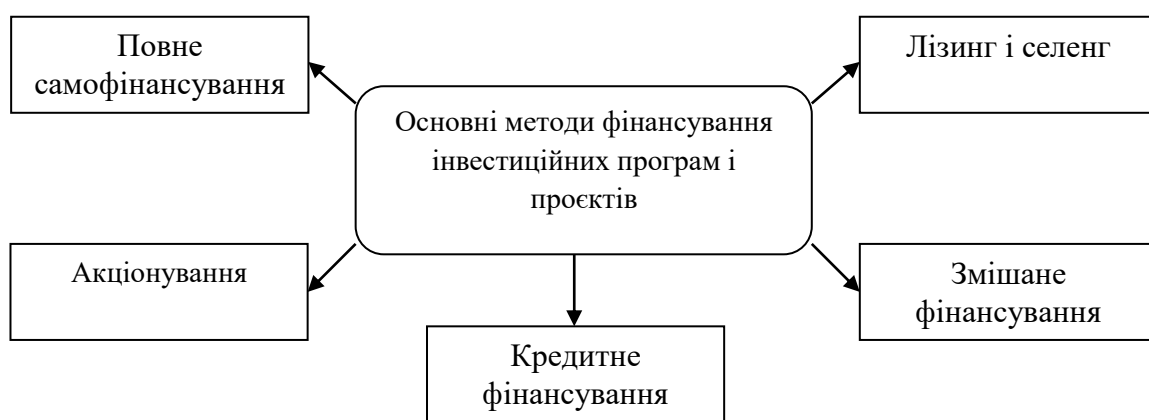 Повне
самофінансування
Лізинг і селенг
Основні методи фінансування
інвестиційних програм і
проєктів
Акціонування
Змішане
фінансування
Кредитне
фінансування